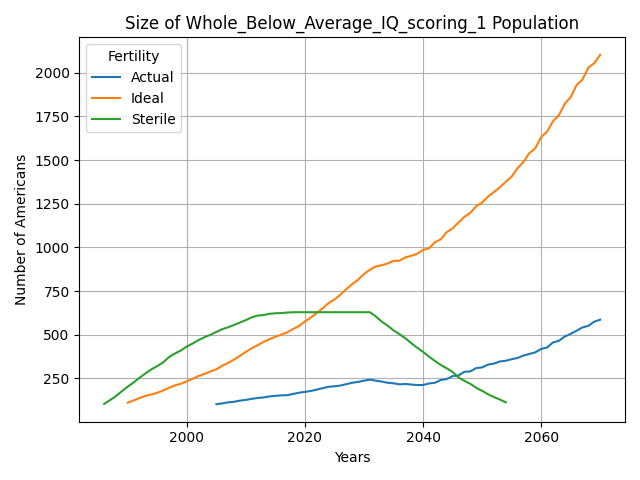 Size of Whole_Below_Average_IQ_scoring_1 Population
Fertility
Actual
Ideal
Sterile
2000
1750
1500
1250
1000
750
500
250
Number of Americans
2000 2020 2040 2060
Years